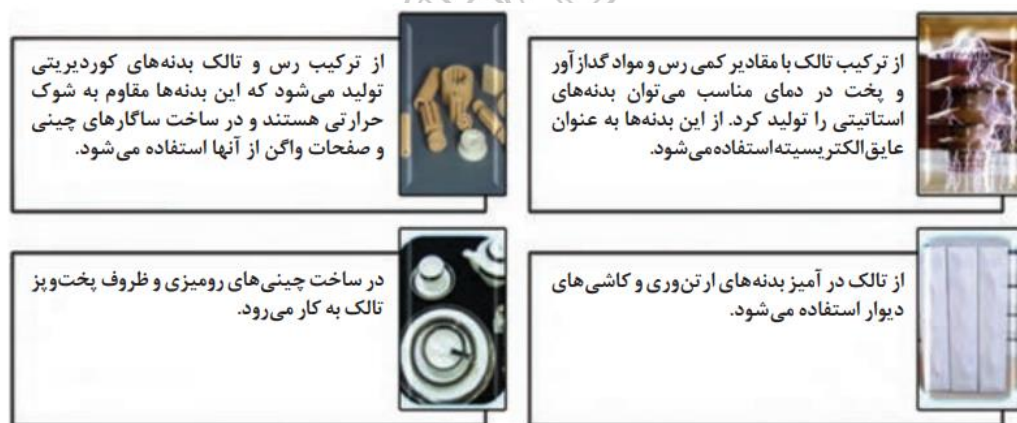 از ترکیب تالک با مقادیر کمی رس و مواد گدازآور
و پخت در دمای مناسب می‌توان بدنه‌های
استاتیتی را تولید کرد. از این بدنه‌ها به عنوان
عایق الکتریسیته استفاده می‌شود.
از ترکیب رس و تالک بدنه‌های کوردیریتی
تولید می‌شود که این بدنه‌ها مقاوم به شوک
حرارتی هستند و در ساخت ساگارهای چینی
و صفحات واگن از آنها استفاده می‌شود.
از تالک در آمیز بدنه‌های ارتن‌وری و کاشی‌های
دیوار استفاده می‌شود.
در ساخت چینی‌های رومیزی و ظروف پخت‌وپز
تالک به کار می‌رود.